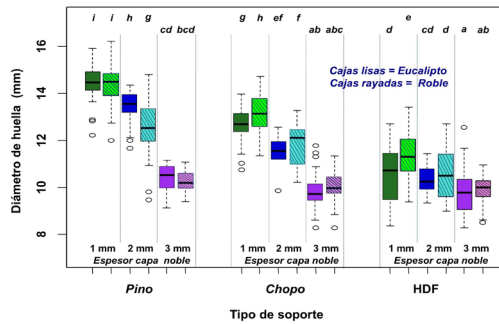 i i h g cd bcd g h ef f ab abc d e cd d a ab
Cajas lisas = Eucalipto
Cajas rayadas = Roble
Diámetro de huella (mm)
16
14
12
10
8
1 mm 2 mm 3 mm 1 mm 2 mm 3 mm 1 mm 2 mm 3 mm
Espesor capa noble Espesor capa noble Espesor capa noble
Pino Chopo HDF
Tipo de soporte